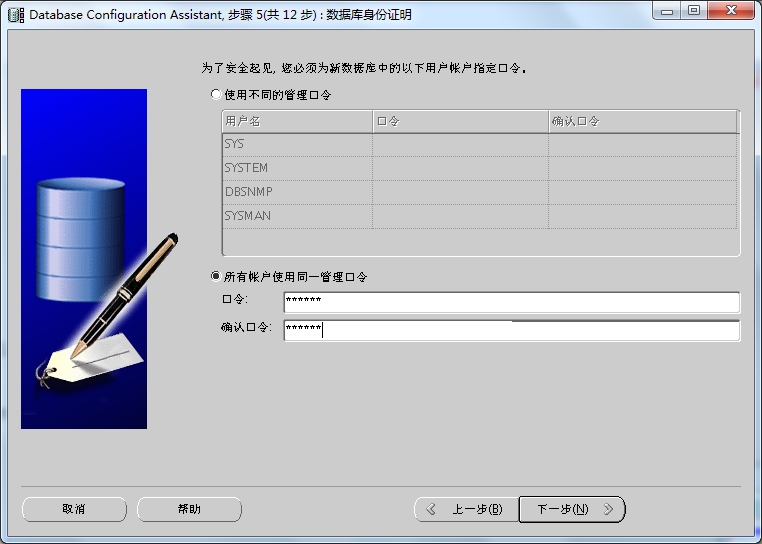 Database Configuration Assistant, 步骤 5(共 12 步) : 数据库身份证明
为了安全起见, 您必须为新数据库中的以下用户帐户指定口令。
使用不同的管理口令
用户名 口令 确认口令
SYS
SYSTEM
DBSNMP
SYSMAN
所有帐户使用同一管理口令
口令: ******
确认口令: ******
取消 帮助 上一步(B) 下一步(N)